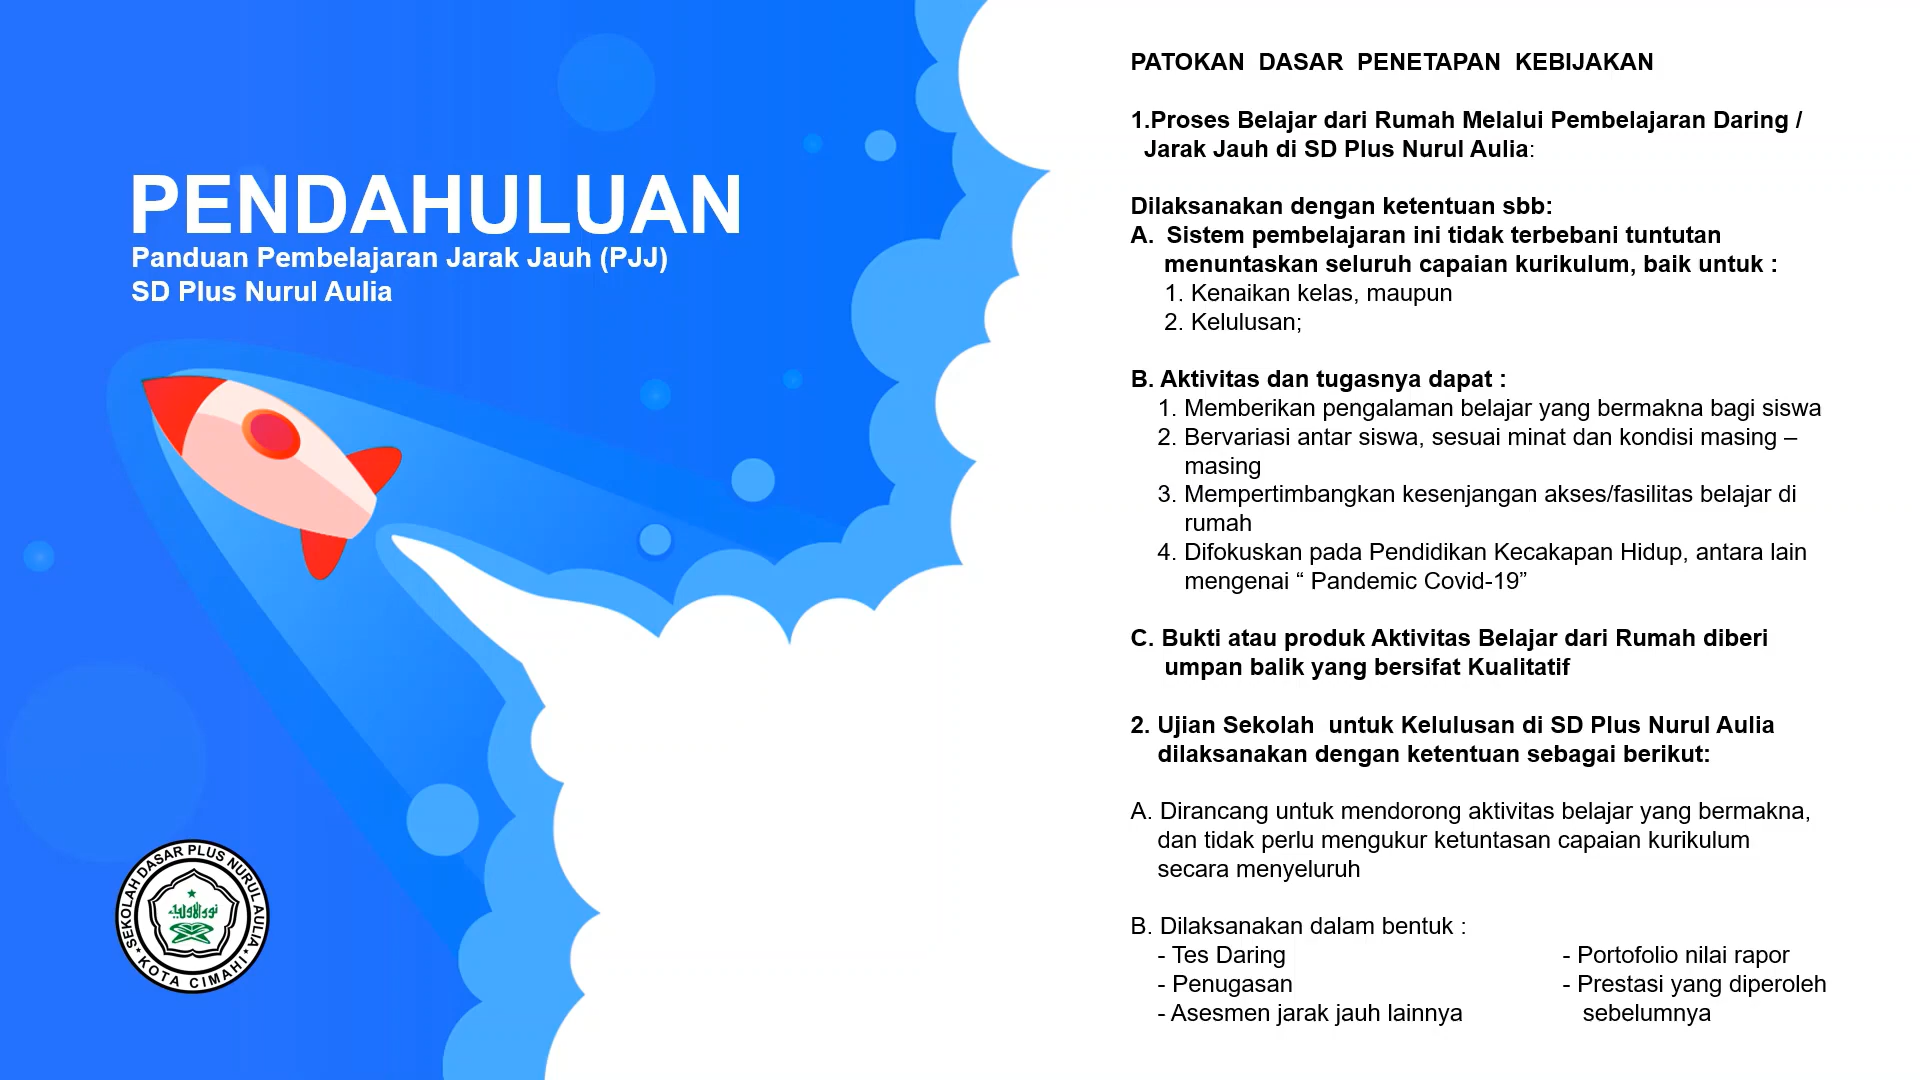 PENDAHULUAN
Panduan Pembelajaran Jarak Jauh (PJJ)
SD Plus Nurul Aulia
SEKOLAH DASAR PLUS NURUL AULIA
KOTA CIMAHI
PATOKAN DASAR PENETAPAN KEBIJAKAN
1.Proses Belajar dari Rumah Melalui Pembelajaran Daring /
Jarak Jauh di SD Plus Nurul Aulia:
Dilaksanakan dengan ketentuan sbb:
A. Sistem pembelajaran ini tidak terbebani tuntutan
menuntaskan seluruh capaian kurikulum, baik untuk :
1. Kenaikan kelas, maupun
2. Kelulusan;
B. Aktivitas dan tugasnya dapat :
1. Memberikan pengalaman belajar yang bermakna bagi siswa
2. Bervariasi antar siswa, sesuai minat dan kondisi masing –
masing
3. Mempertimbangkan kesenjangan akses/fasilitas belajar di
rumah
4. Difokuskan pada Pendidikan Kecakapan Hidup, antara lain
mengenai “ Pandemic Covid-19”
C. Bukti atau produk Aktivitas Belajar dari Rumah diberi
umpan balik yang bersifat Kualitatif
2. Ujian Sekolah untuk Kelulusan di SD Plus Nurul Aulia
dilaksanakan dengan ketentuan sebagai berikut:
A. Dirancang untuk mendorong aktivitas belajar yang bermakna,
dan tidak perlu mengukur ketuntasan capaian kurikulum
secara menyeluruh
B. Dilaksanakan dalam bentuk :
- Tes Daring
- Penugasan
- Asesmen jarak jauh lainnya
- Portofolio nilai rapor
- Prestasi yang diperoleh
sebelumnya